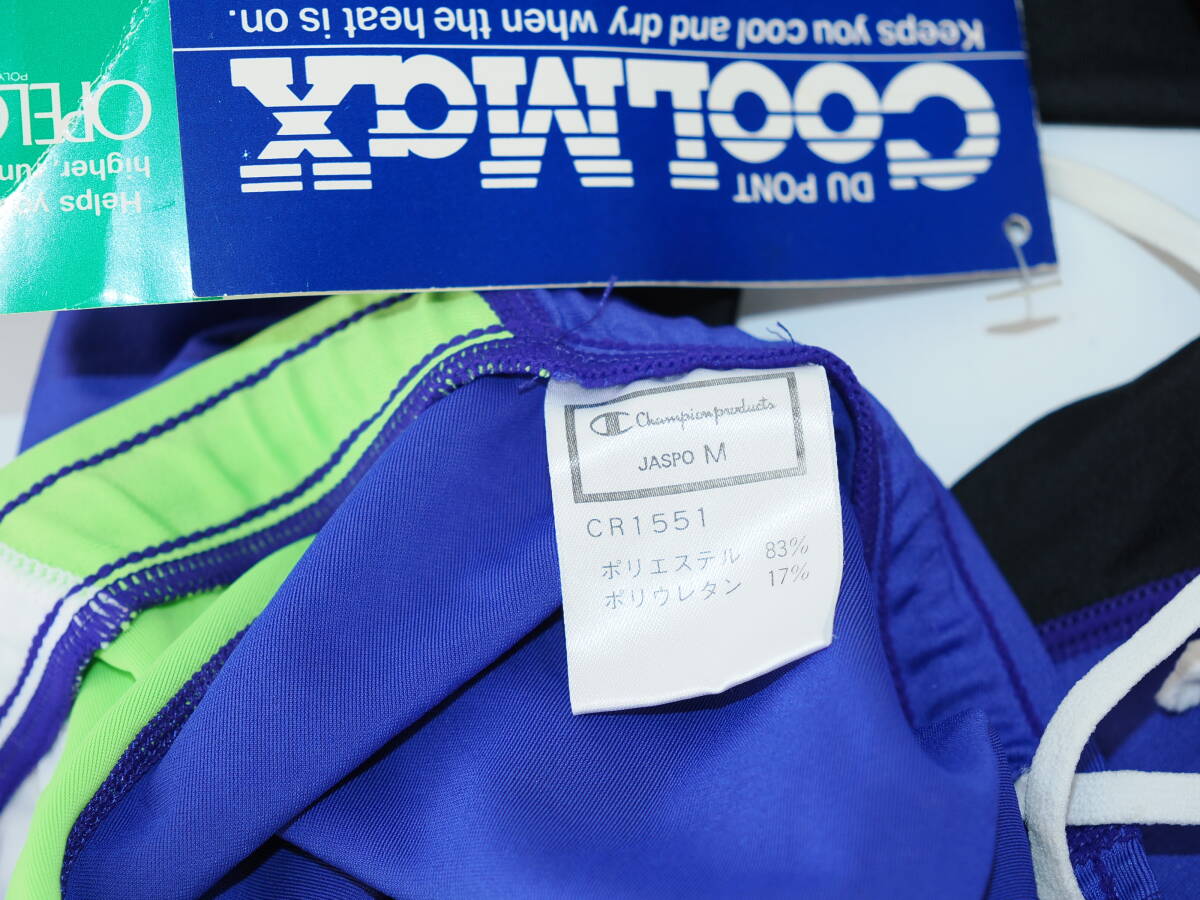 DU PONT
COOLMAX
Keeps you cool and dry when the heat is on.
Helps
higher
Champion products
JASPO M
CR1551
ポリエステル 83%
ポリウレタン 17%